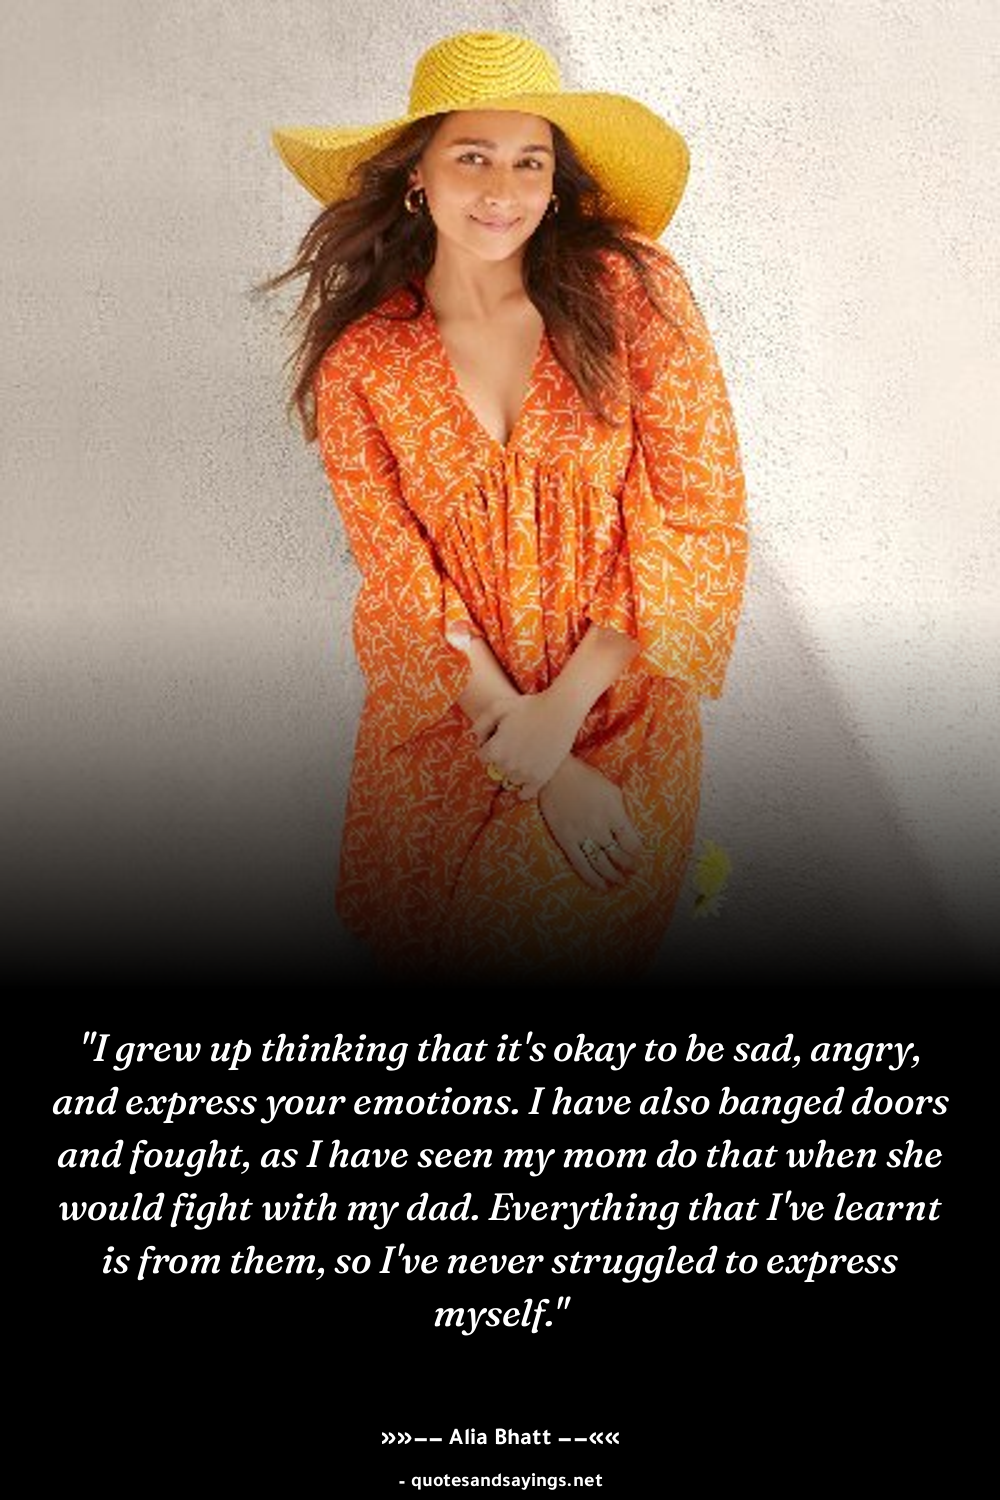 "I grew up thinking that it's okay to be sad, angry,
and express your emotions. I have also banged doors
and fought, as I have seen my mom do that when she
would fight with my dad. Everything that I've learnt
is from them, so I've never struggled to express
myself."
»»−− Alia Bhatt −−««
- quotesandsayings.net